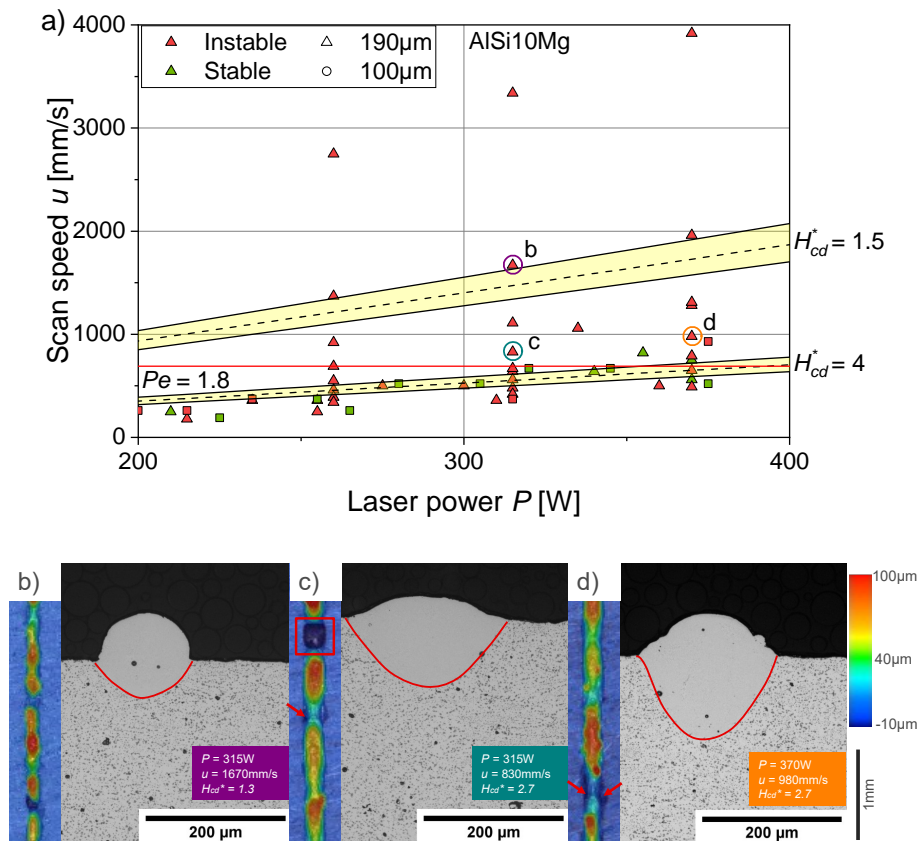 a)
4000
Instable
190µm
AlSi10Mg
Stable
100µm
3000
2000
1000
0
Scan speed u [mm/s]
b
c
d
Pe = 1.8
H*cd = 1.5
H*cd = 4
200
300
400
Laser power P [W]
b)
c)
d)
P = 315W
u = 1670mm/s
Hcd* = 1.3
200 µm
P = 315W
u = 830mm/s
Hcd* = 2.7
200 µm
P = 370W
u = 980mm/s
Hcd* = 2.7
200 µm
100µm
40µm
-10µm
1mm